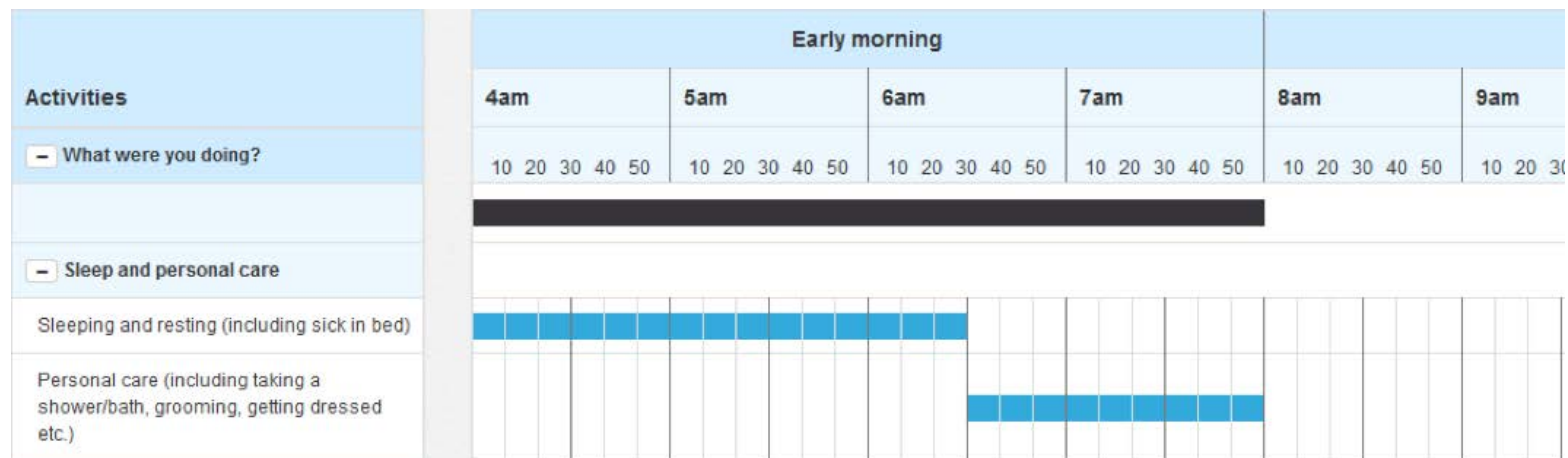 Early morning
Activities
4am 5am 6am 7am 8am 9am
– What were you doing?
10 20 30 40 50 10 20 30 40 50 10 20 30 40 50 10 20 30 40 50 10 20 30 40 50 10 20
– Sleep and personal care
Sleeping and resting (including sick in bed)
Personal care (including taking a
shower/bath, grooming, getting dressed
etc.)